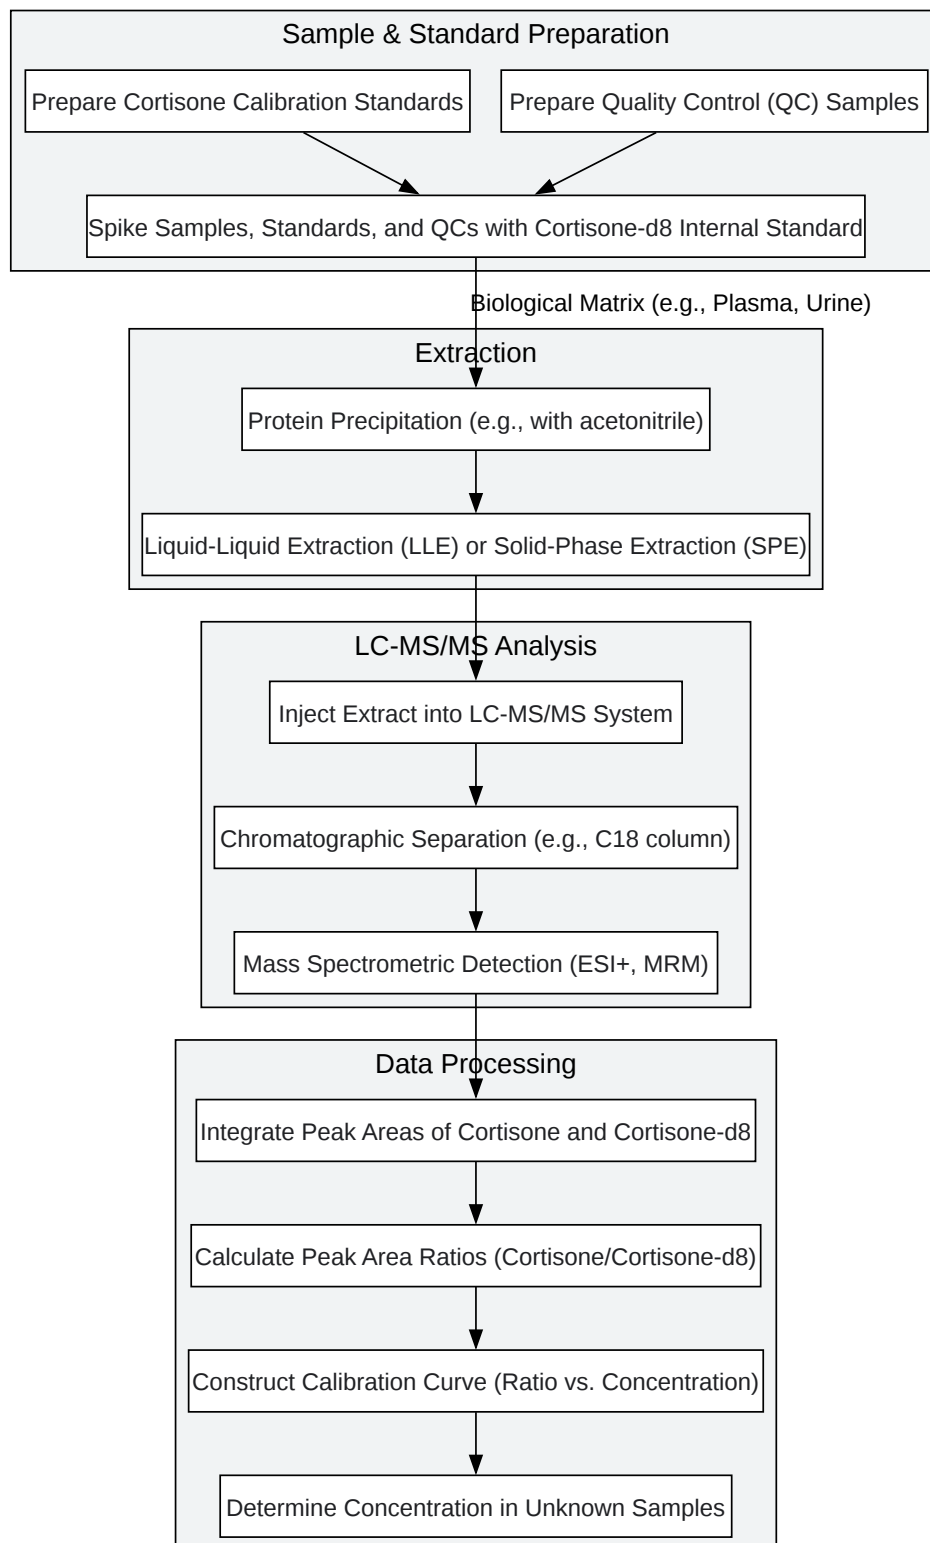 Sample & Standard Preparation
Prepare Cortisone Calibration Standards
Prepare Quality Control (QC) Samples
Spike Samples, Standards, and QCs with Cortisone-d8 Internal Standard
Biological Matrix (e.g., Plasma, Urine)
Extraction
Protein Precipitation (e.g., with acetonitrile)
Liquid-Liquid Extraction (LLE) or Solid-Phase Extraction (SPE)
LC-MS/MS Analysis
Inject Extract into LC-MS/MS System
Chromatographic Separation (e.g., C18 column)
Mass Spectrometric Detection (ESI+, MRM)
Data Processing
Integrate Peak Areas of Cortisone and Cortisone-d8
Calculate Peak Area Ratios (Cortisone/Cortisone-d8)
Construct Calibration Curve (Ratio vs. Concentration)
Determine Concentration in Unknown Samples